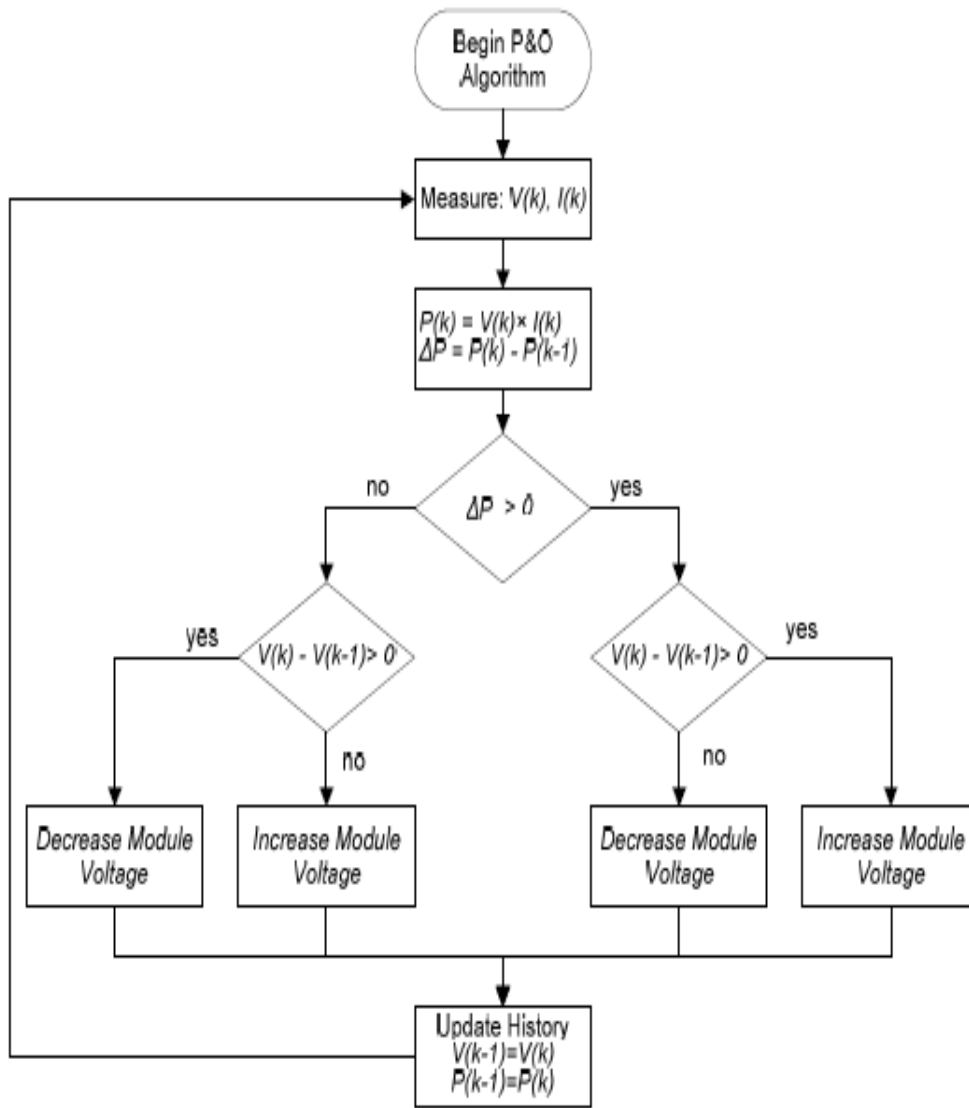 Begin P&O
Algorithm
Measure: V(k), I(k)
P(k) = V(k)× I(k)
ΔP = P(k) - P(k-1)
ΔP > 0
no
yes
V(k) - V(k-1)> 0
yes
no
V(k) - V(k-1)> 0
yes
no
Decrease Module
Voltage
Increase Module
Voltage
Decrease Module
Voltage
Increase Module
Voltage
Update History
V(k-1)=V(k)
P(k-1)=P(k)